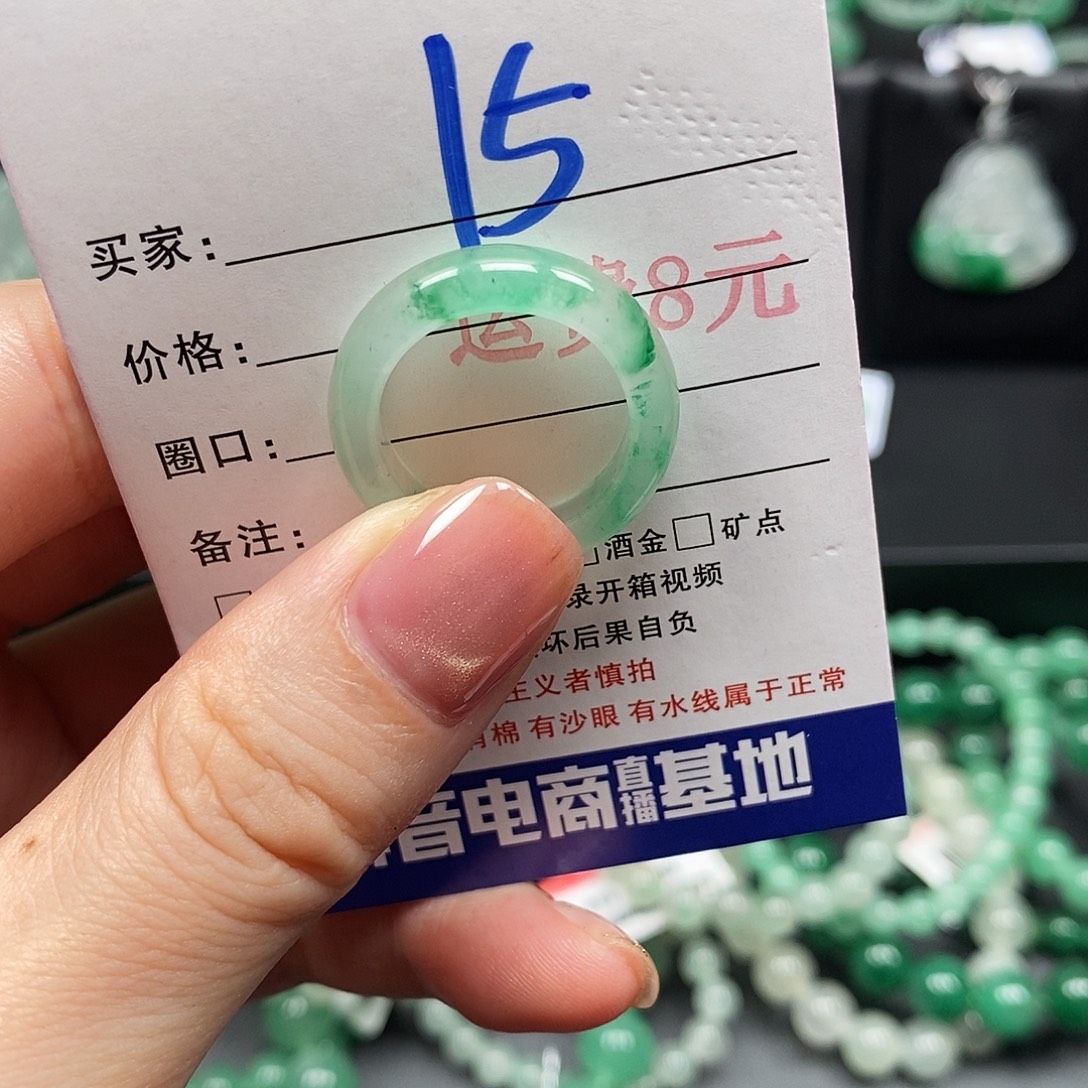 15
买家：
运费8元
价格：
圈口：
备注：
酒金 矿点
录开箱视频
坏后果自负
主义者慎拍
有棉 有沙眼 有水线属于正常
音电商直播基地